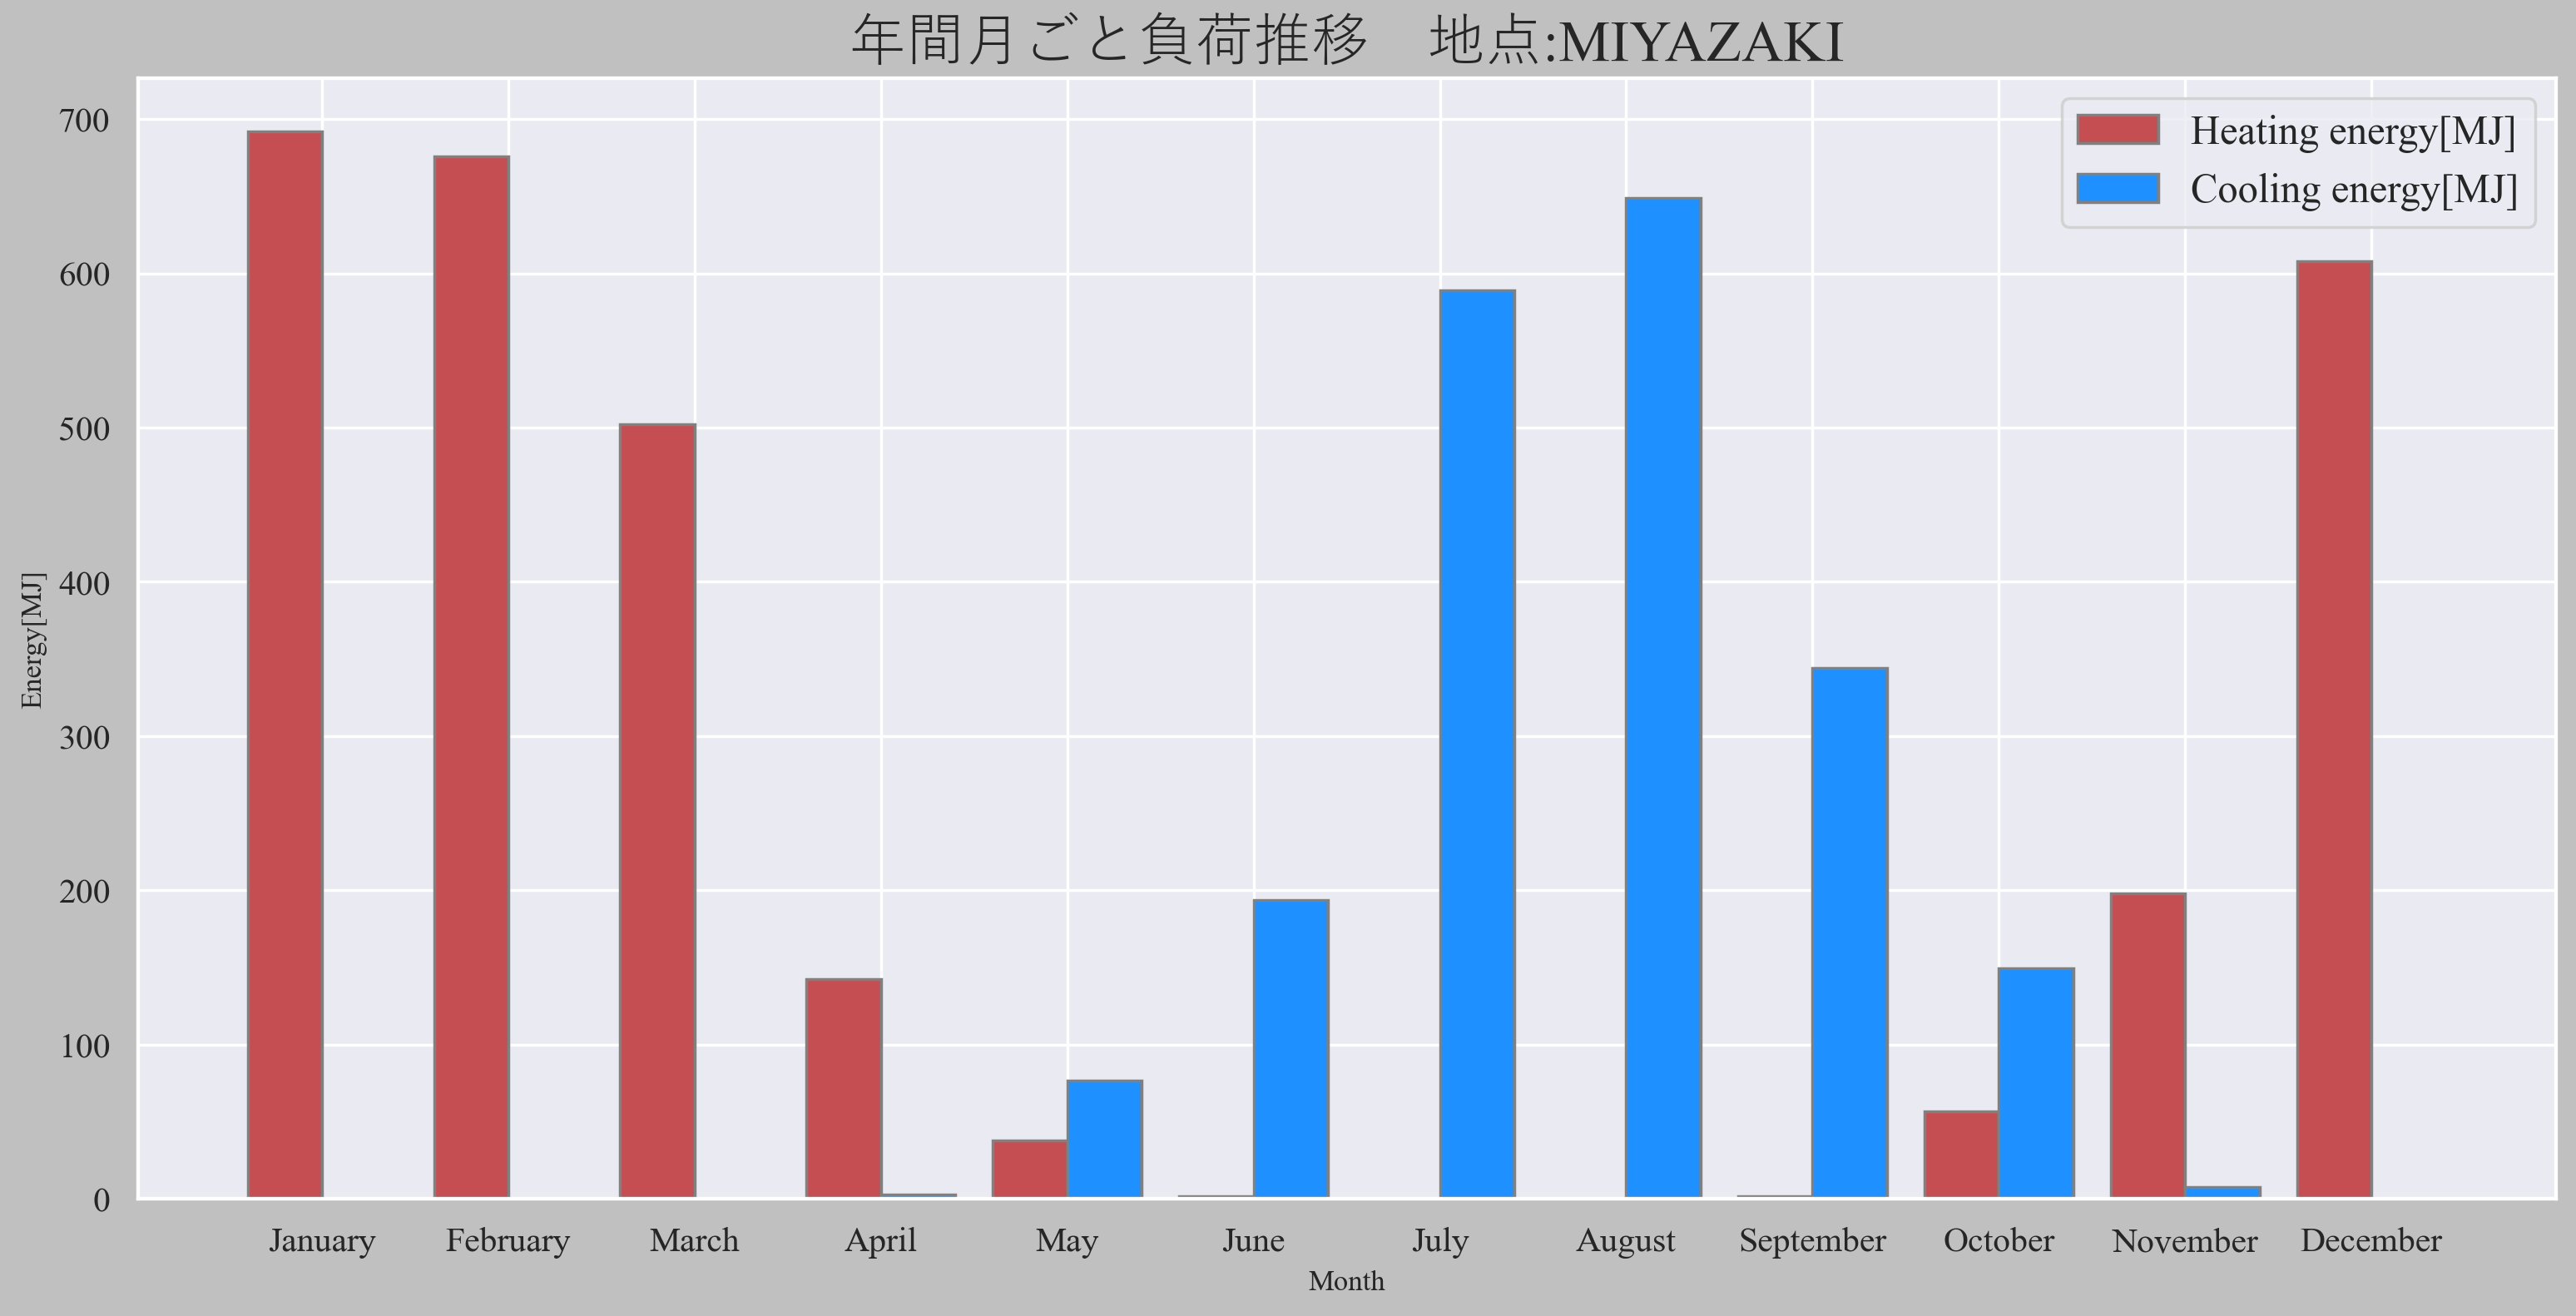 年間月ごと負荷推移　地点:MIYAZAKI
Heating energy[MJ]
Cooling energy[MJ]
Energy[MJ]
700
600
500
400
300
200
100
0
January February March April May June July August September October November December
Month